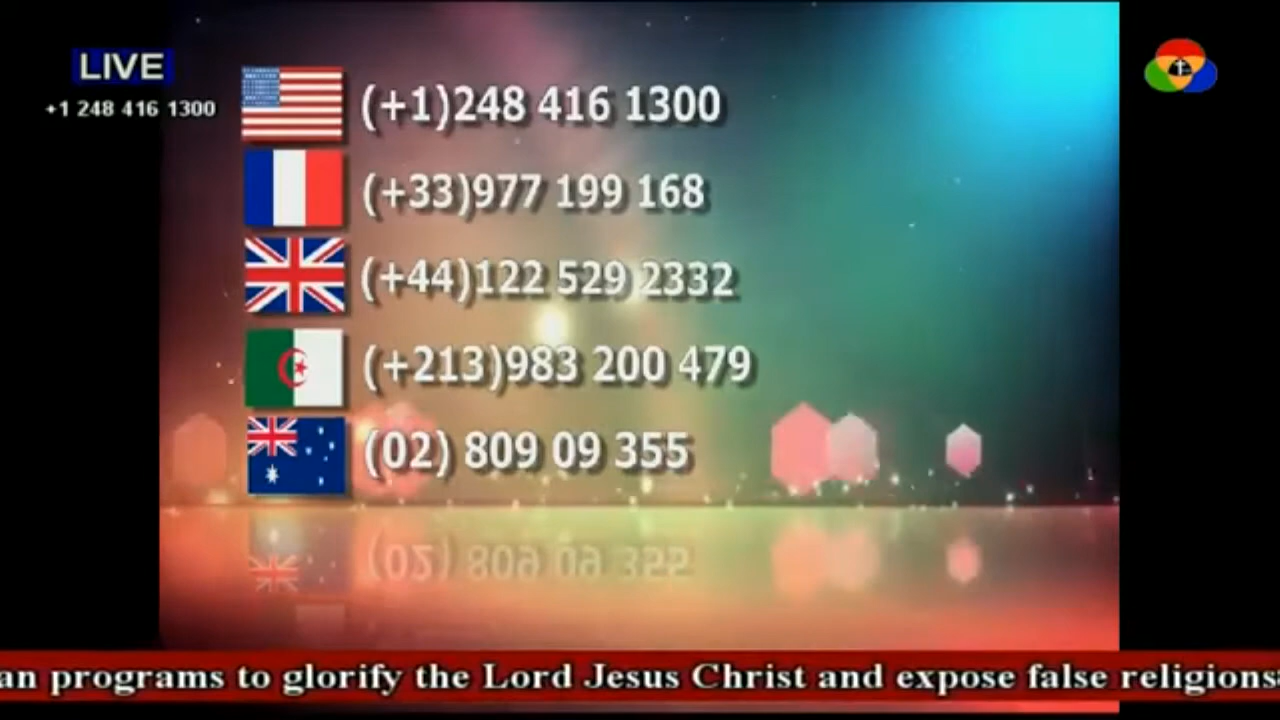 LIVE
+1 248 416 1300
(+1)248 416 1300
(+33)977 199 168
(+44)122 529 2332
(+213)983 200 479
(02) 809 09 355
an programs to glorify the Lord Jesus Christ and expose false religions